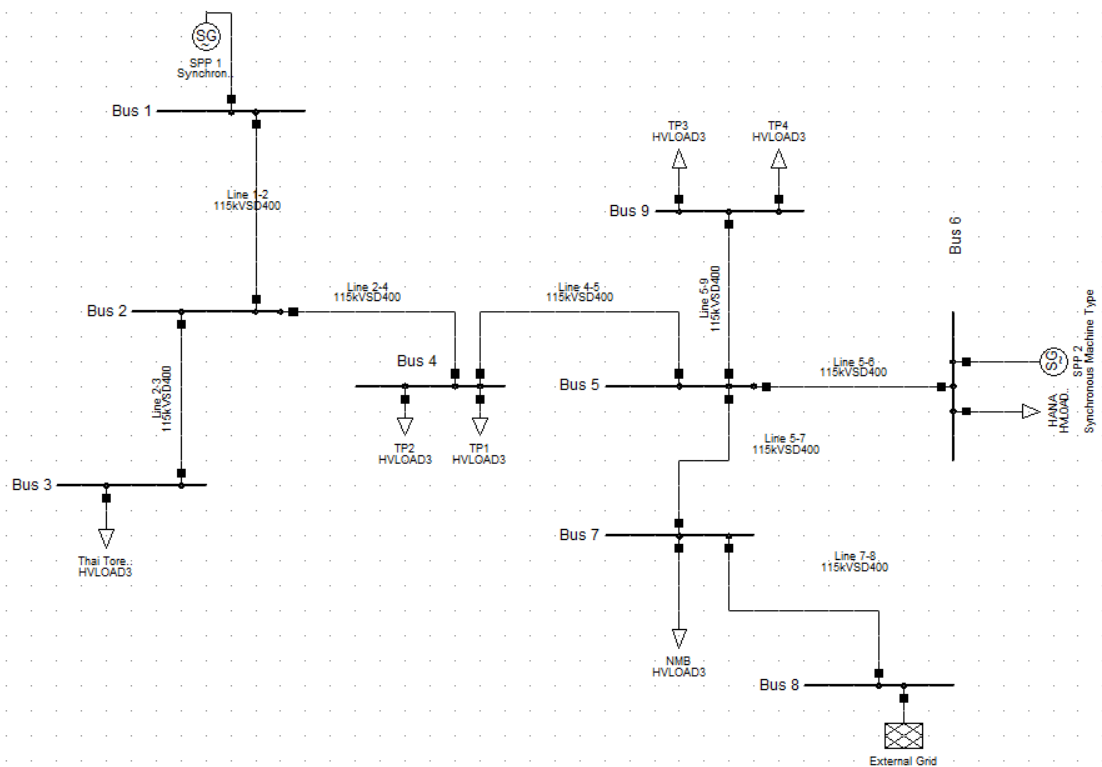 SG
SPP 1
Synchron..
Bus 1
Line 1-2
115kVSD400
TP3
HVLOAD3
TP4
HVLOAD3
Bus 9
Bus 6
Line 2-4
115kVSD400
Line 4-5
115kVSD400
Line 5-9
115kVSD400
Bus 2
Line 2-3
115kVSD400
Bus 4
Bus 5
Line 5-6
115kVSD400
SG
SPP 2
Synchronous Machine Type
HANA
HVLOAD..
TP2
HVLOAD3
TP1
HVLOAD3
Line 5-7
115kVSD400
Bus 3
Thai Tore..
HVLOAD3
Bus 7
Line 7-8
115kVSD400
NMB
HVLOAD3
Bus 8
External Grid